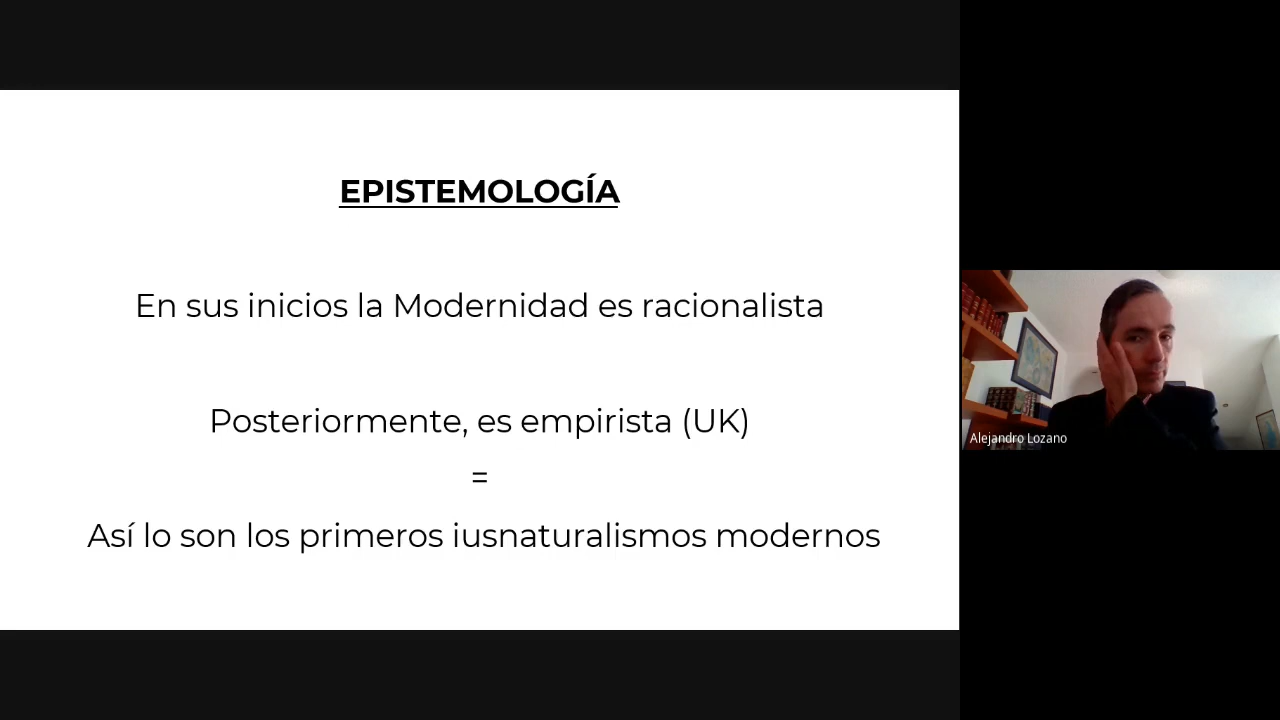 EPISTEMOLOGÍA
En sus inicios la Modernidad es racionalista
Posteriormente, es empirista (UK)
=
Así lo son los primeros iusnaturalismos modernos
Alejandro Lozano